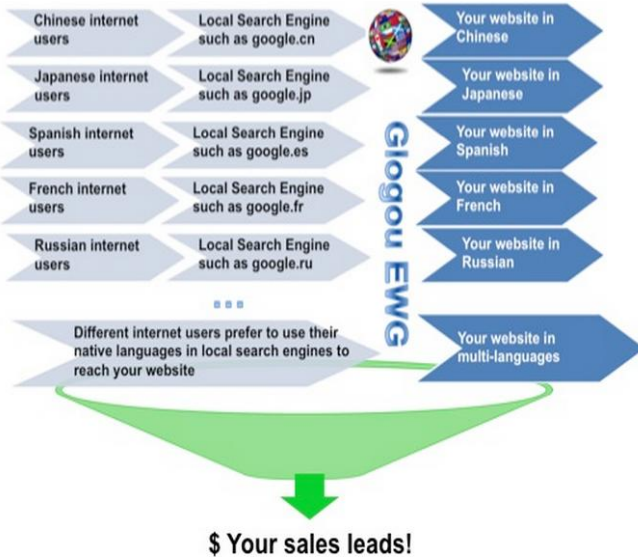 Chinese internet
users
Local Search Engine
such as google.cn
Your website in
Chinese
Japanese internet
users
Local Search Engine
such as google.jp
Your website in
Japanese
Spanish internet
users
Local Search Engine
such as google.es
Your website in
Spanish
French internet
users
Local Search Engine
such as google.fr
Your website in
French
Russian internet
users
Local Search Engine
such as google.ru
Your website in
Russian
Glogou EWG
Different internet users prefer to use their
native languages in local search engines to
reach your website
Your website in
multi-languages
$ Your sales leads!